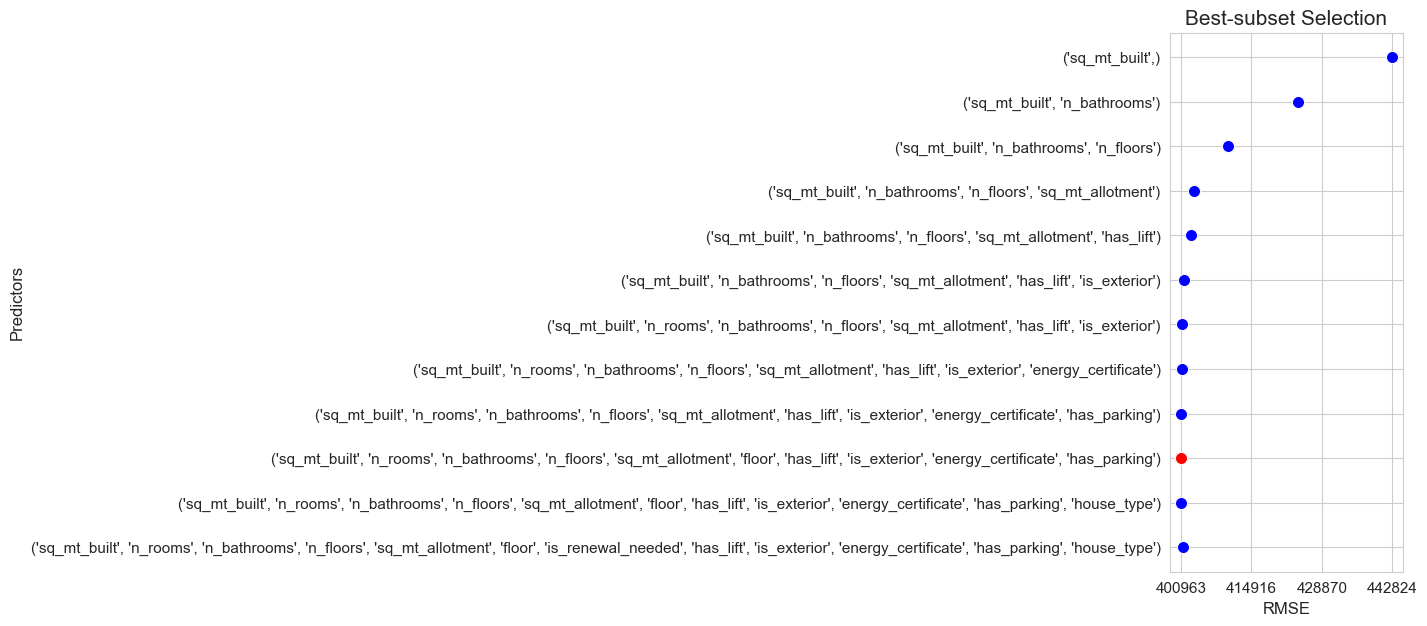 Best-subset Selection
('sq_mt_built',)
('sq_mt_built', 'n_bathrooms')
('sq_mt_built', 'n_bathrooms', 'n_floors')
('sq_mt_built', 'n_bathrooms', 'n_floors', 'sq_mt_allotment')
('sq_mt_built', 'n_bathrooms', 'n_floors', 'sq_mt_allotment', 'has_lift')
('sq_mt_built', 'n_bathrooms', 'n_floors', 'sq_mt_allotment', 'has_lift', 'is_exterior')
('sq_mt_built', 'n_rooms', 'n_bathrooms', 'n_floors', 'sq_mt_allotment', 'has_lift', 'is_exterior')
('sq_mt_built', 'n_rooms', 'n_bathrooms', 'n_floors', 'sq_mt_allotment', 'has_lift', 'is_exterior', 'energy_certificate')
('sq_mt_built', 'n_rooms', 'n_bathrooms', 'n_floors', 'sq_mt_allotment', 'has_lift', 'is_exterior', 'energy_certificate', 'has_parking')
('sq_mt_built', 'n_rooms', 'n_bathrooms', 'n_floors', 'sq_mt_allotment', 'floor', 'has_lift', 'is_exterior', 'energy_certificate', 'has_parking')
('sq_mt_built', 'n_rooms', 'n_bathrooms', 'n_floors', 'sq_mt_allotment', 'floor', 'has_lift', 'is_exterior', 'energy_certificate', 'has_parking', 'house_type')
('sq_mt_built', 'n_rooms', 'n_bathrooms', 'n_floors', 'sq_mt_allotment', 'floor', 'is_renewal_needed', 'has_lift', 'is_exterior', 'energy_certificate', 'has_parking', 'house_type')
Predictors
400963 414916 428870 442824
RMSE